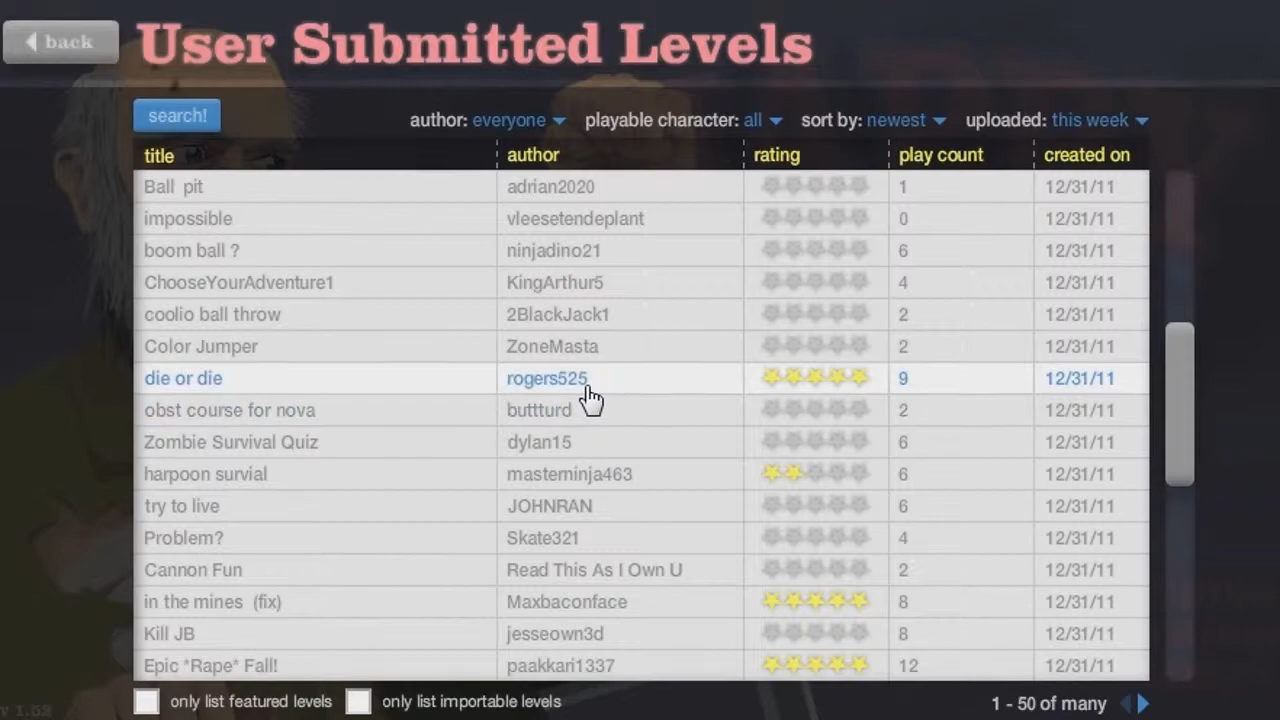 back
User Submitted Levels
search! author: everyone playable character: all sort by: newest uploaded: this week
title author rating play count created on
Ball pit adrian2020 1 12/31/11
impossible vleesetendeplant 0 12/31/11
boom ball ? ninjadino21 6 12/31/11
ChooseYourAdventure1 KingArthur5 4 12/31/11
coolio ball throw 2BlackJack1 2 12/31/11
Color Jumper ZoneMasta 2 12/31/11
die or die rogers525 9 12/31/11
obst course for nova buttturd 2 12/31/11
Zombie Survival Quiz dylan15 6 12/31/11
harpoon survial masterninja463 6 12/31/11
try to live JOHNRAN 6 12/31/11
Problem? Skate321 4 12/31/11
Cannon Fun Read This As I Own U 2 12/31/11
in the mines (fix) Maxbaconface 8 12/31/11
Kill JB jesseown3d 8 12/31/11
Epic *Rape* Fall! paakkari1337 12 12/31/11
only list featured levels only list importable levels 1 - 50 of many
v 1.52